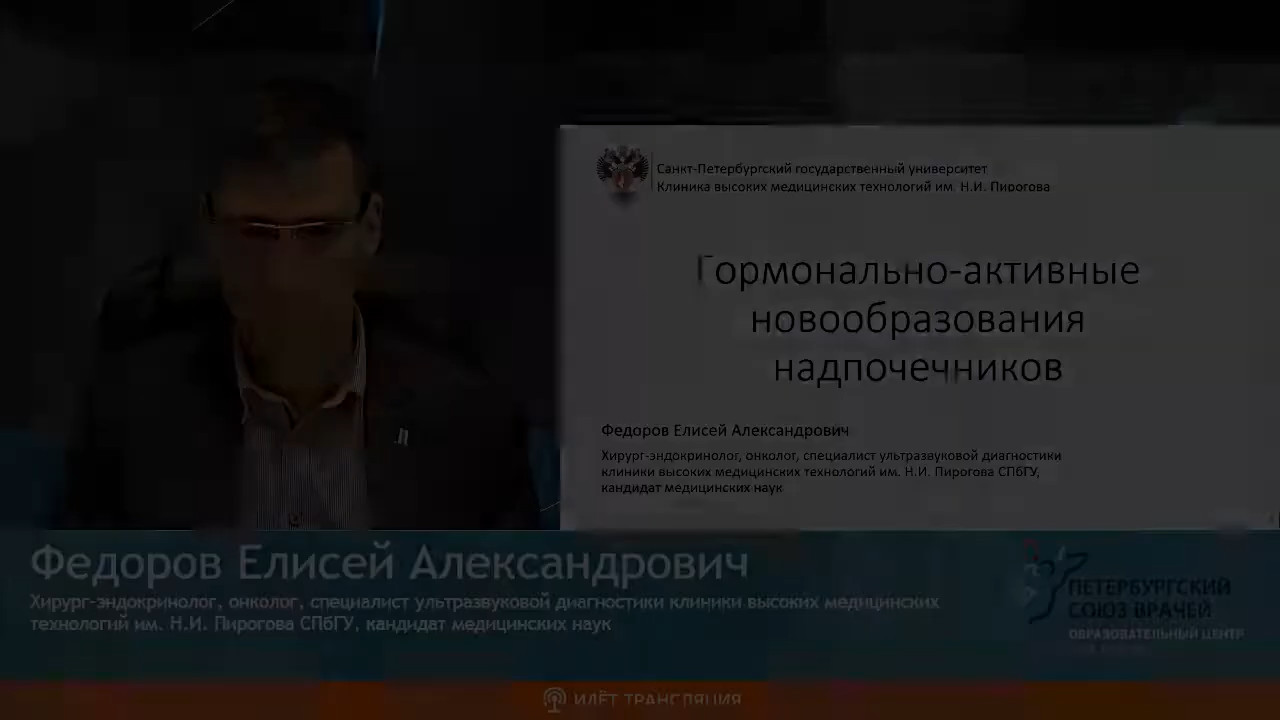 Санкт-Петербургский государственный университет
Клиника высоких медицинских технологий им. Н.И. Пирогова
Гормонально-активные
новообразования
надпочечников
Федоров Елисей Александрович
Хирург-эндокринолог, онколог, специалист ультразвуковой диагностики
клиники высоких медицинских технологий им. Н.И. Пирогова СПбГУ,
кандидат медицинских наук
Федоров Елисей Александрович
Хирург-эндокринолог, онколог, специалист ультразвуковой диагностики клиники высоких медицинских
технологий им. Н.И. Пирогова СПбГУ, кандидат медицинских наук
ПЕТЕРБУРГСКИЙ
СОЮЗ ВРАЧЕЙ
ОБРАЗОВАТЕЛЬНЫЙ ЦЕНТР
ИДЁТ ТРАНСЛЯЦИЯ